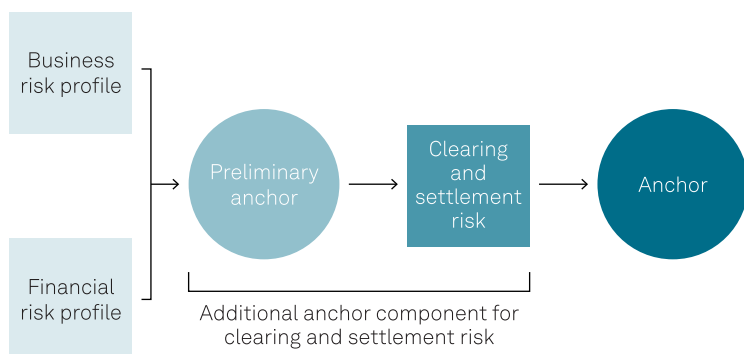 Business
risk profile
Preliminary
anchor
Clearing
and
settlement
risk
Anchor
Financial
risk profile
Additional anchor component for
clearing and settlement risk